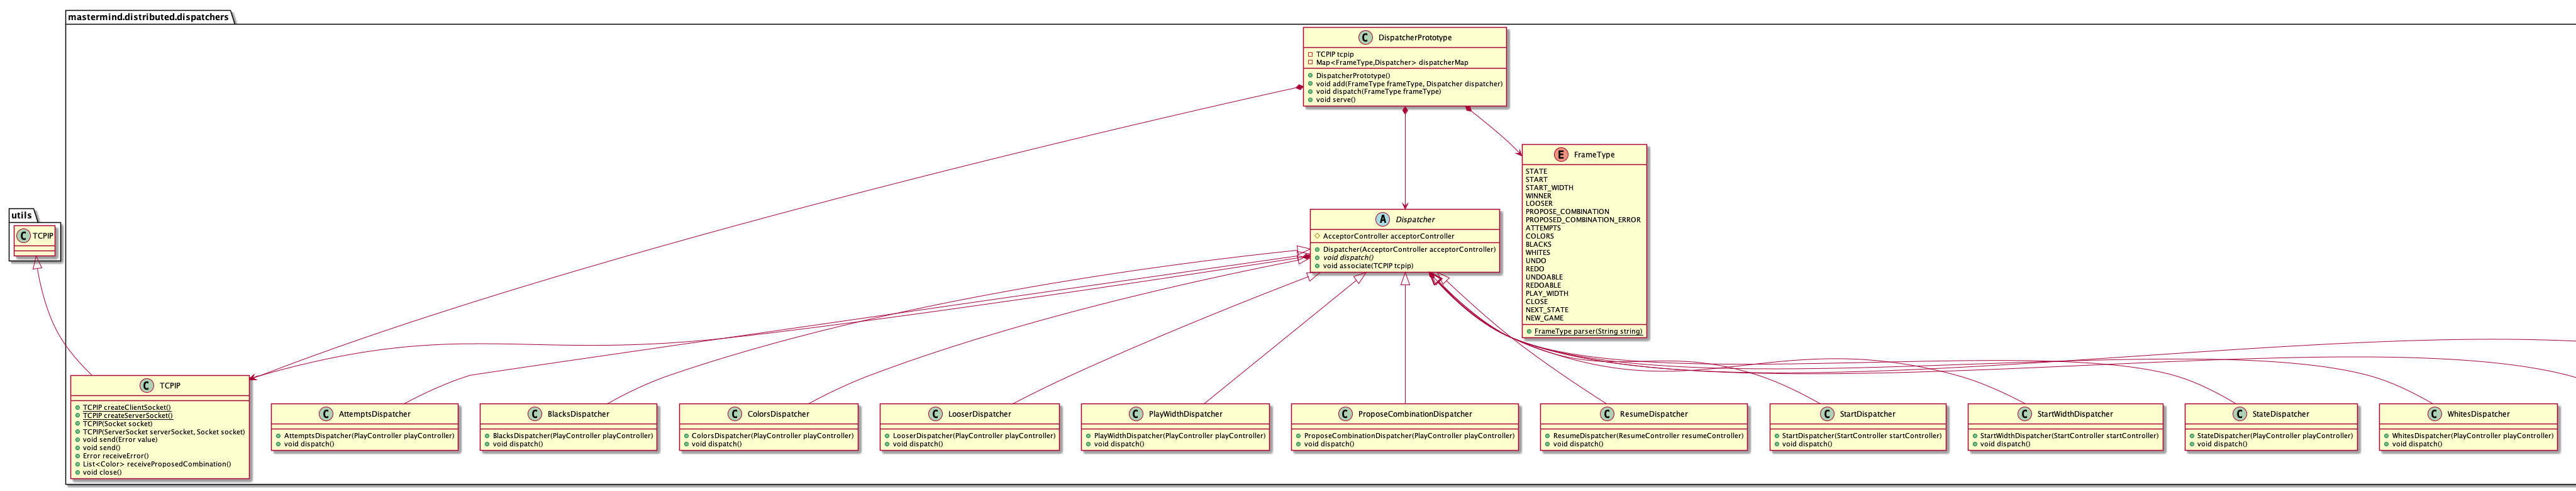 mastermind.distributed.dispatchers
C DispatcherPrototype
TCPIP tcpip
Map<FrameType,Dispatcher> dispatcherMap
DispatcherPrototype()
void add(FrameType frameType, Dispatcher dispatcher)
void dispatch(FrameType frameType)
void serve()
E FrameType
STATE
START
START_WIDTH
WINNER
LOOSER
PROPOSE_COMBINATION
PROPOSED_COMBINATION_ERROR
ATTEMPTS
COLORS
BLACKS
WHITES
UNDO
REDO
UNDOABLE
REDOABLE
PLAY_WIDTH
CLOSE
NEXT_STATE
NEW_GAME
FrameType parser(String string)
utils
C TCPIP
A Dispatcher
AcceptorController acceptorController
Dispatcher(AcceptorController acceptorController)
void dispatch()
void associate(TCPIP tcpip)
C TCPIP
TCPIP createClientSocket()
TCPIP createServerSocket()
TCPIP(Socket socket)
TCPIP(ServerSocket serverSocket, Socket socket)
void send(Error value)
void send()
Error receiveError()
List<Color> receiveProposedCombination()
void close()
C AttemptsDispatcher
AttemptsDispatcher(PlayController playController)
void dispatch()
C BlacksDispatcher
BlacksDispatcher(PlayController playController)
void dispatch()
C ColorsDispatcher
ColorsDispatcher(PlayController playController)
void dispatch()
C LooserDispatcher
LooserDispatcher(PlayController playController)
void dispatch()
C PlayWidthDispatcher
PlayWidthDispatcher(PlayController playController)
void dispatch()
C ProposeCombinationDispatcher
ProposeCombinationDispatcher(PlayController playController)
void dispatch()
C ResumeDispatcher
ResumeDispatcher(ResumeController resumeController)
void dispatch()
C StartDispatcher
StartDispatcher(StartController startController)
void dispatch()
C StartWidthDispatcher
StartWidthDispatcher(StartController startController)
void dispatch()
C StateDispatcher
StateDispatcher(PlayController playController)
void dispatch()
C WhitesDispatcher
WhitesDispatcher(PlayController playController)
void dispatch()